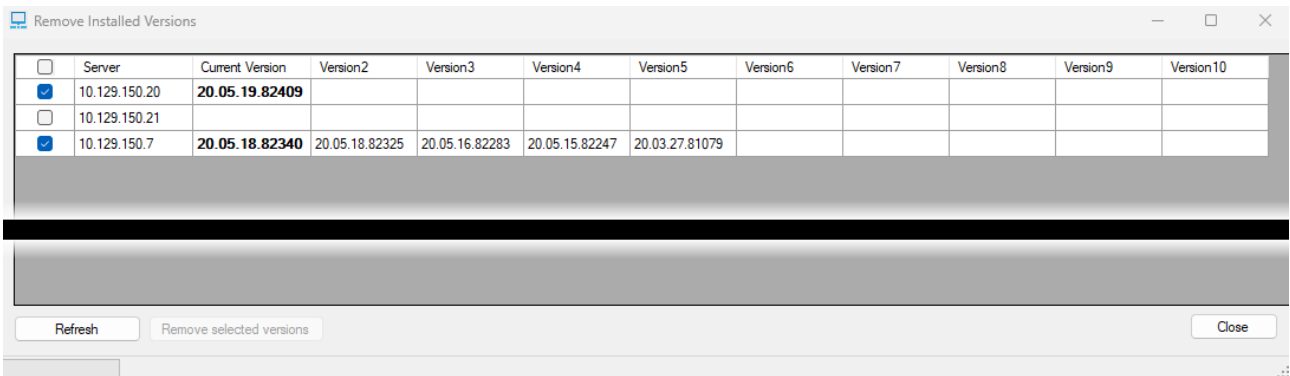 Remove Installed Versions
Server Current Version Version2 Version3 Version4 Version5 Version6 Version7 Version8 Version9 Version10
10.129.150.20 20.05.19.82409
10.129.150.21
10.129.150.7 20.05.18.82340 20.05.18.82325 20.05.16.82283 20.05.15.82247 20.03.27.81079
Refresh Remove selected versions Close